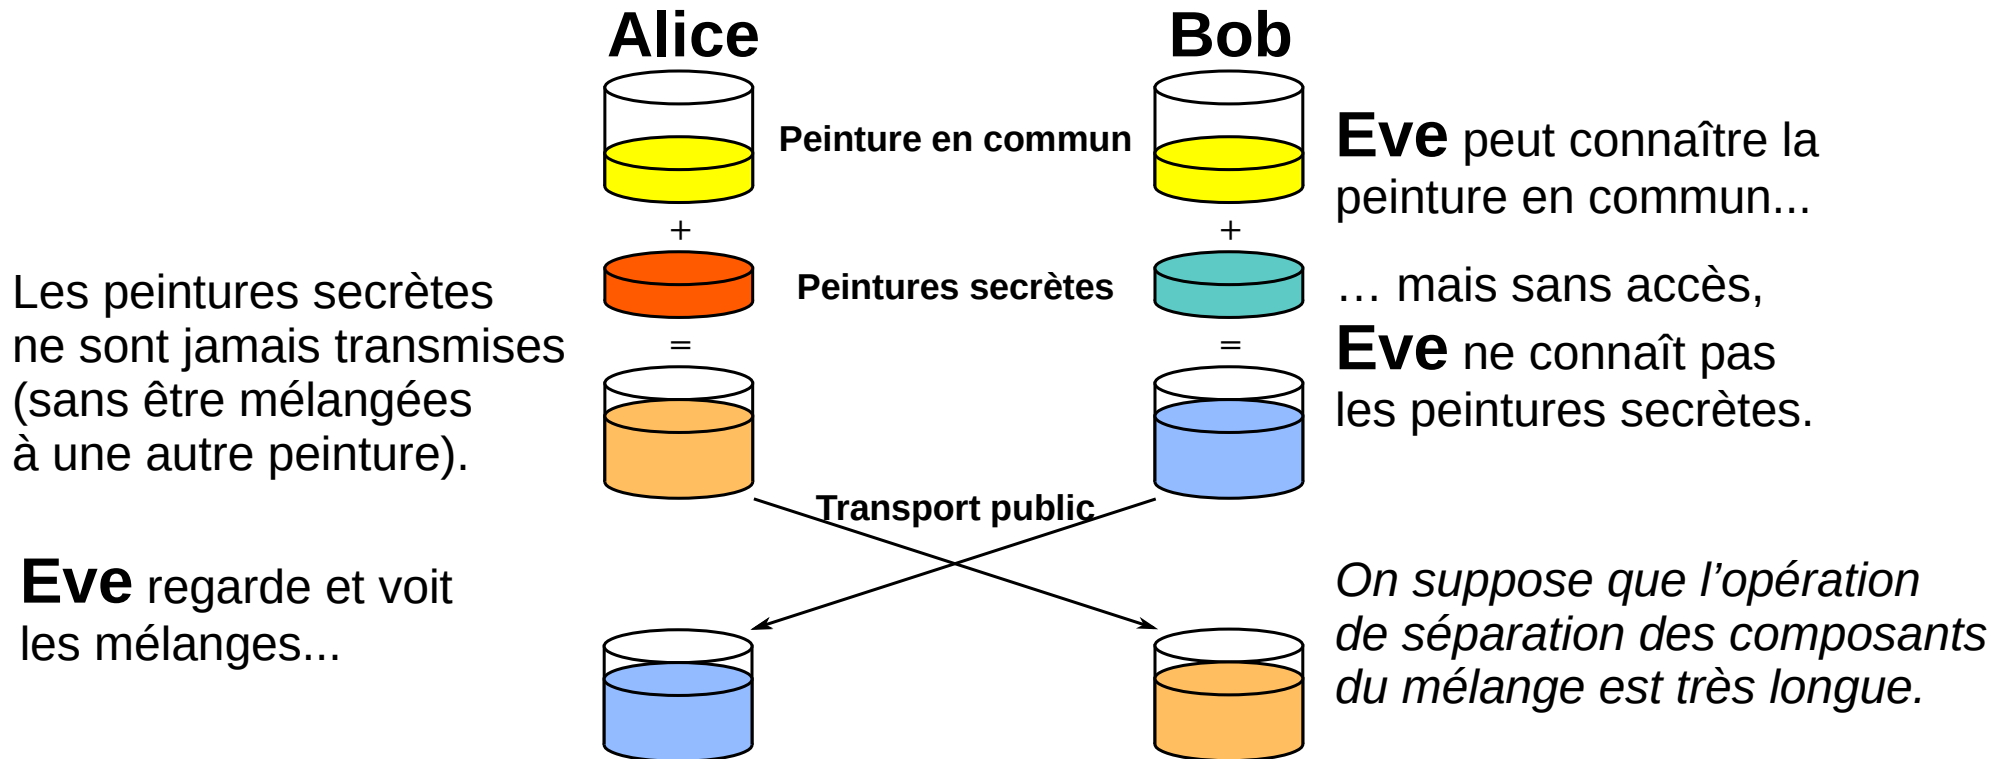 Alice
Bob
Peinture en commun
Eve peut connaître la
peinture en commun...
+
+
Les peintures secrètes
ne sont jamais transmises
(sans être mélangées
à une autre peinture).
Peintures secrètes
… mais sans accès,
Eve ne connaît pas
les peintures secrètes.
=
=
Transport public
Eve regarde et voit
les mélanges...
On suppose que l’opération
de séparation des composants
du mélange est très longue.